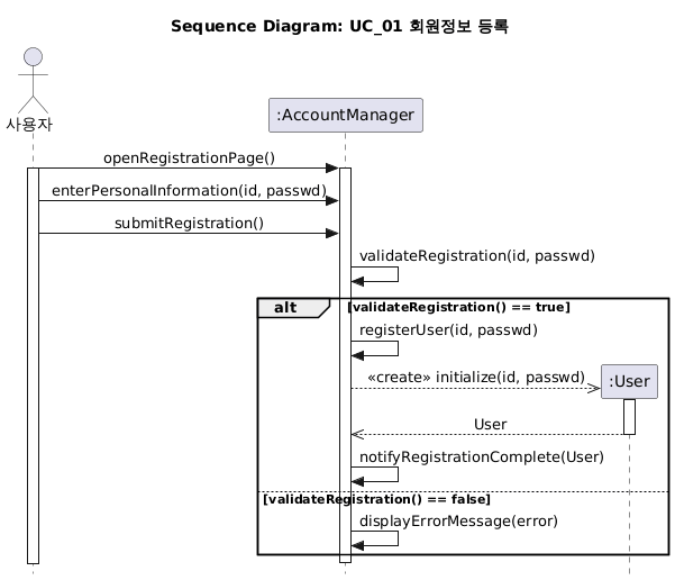 Sequence Diagram: UC_01 회원정보 등록
사용자
:AccountManager
openRegistrationPage()
enterPersonalInformation(id, passwd)
submitRegistration()
validateRegistration(id, passwd)
alt
[validateRegistration() == true]
registerUser(id, passwd)
«create» initialize(id, passwd)
:User
User
notifyRegistrationComplete(User)
[validateRegistration() == false]
displayErrorMessage(error)